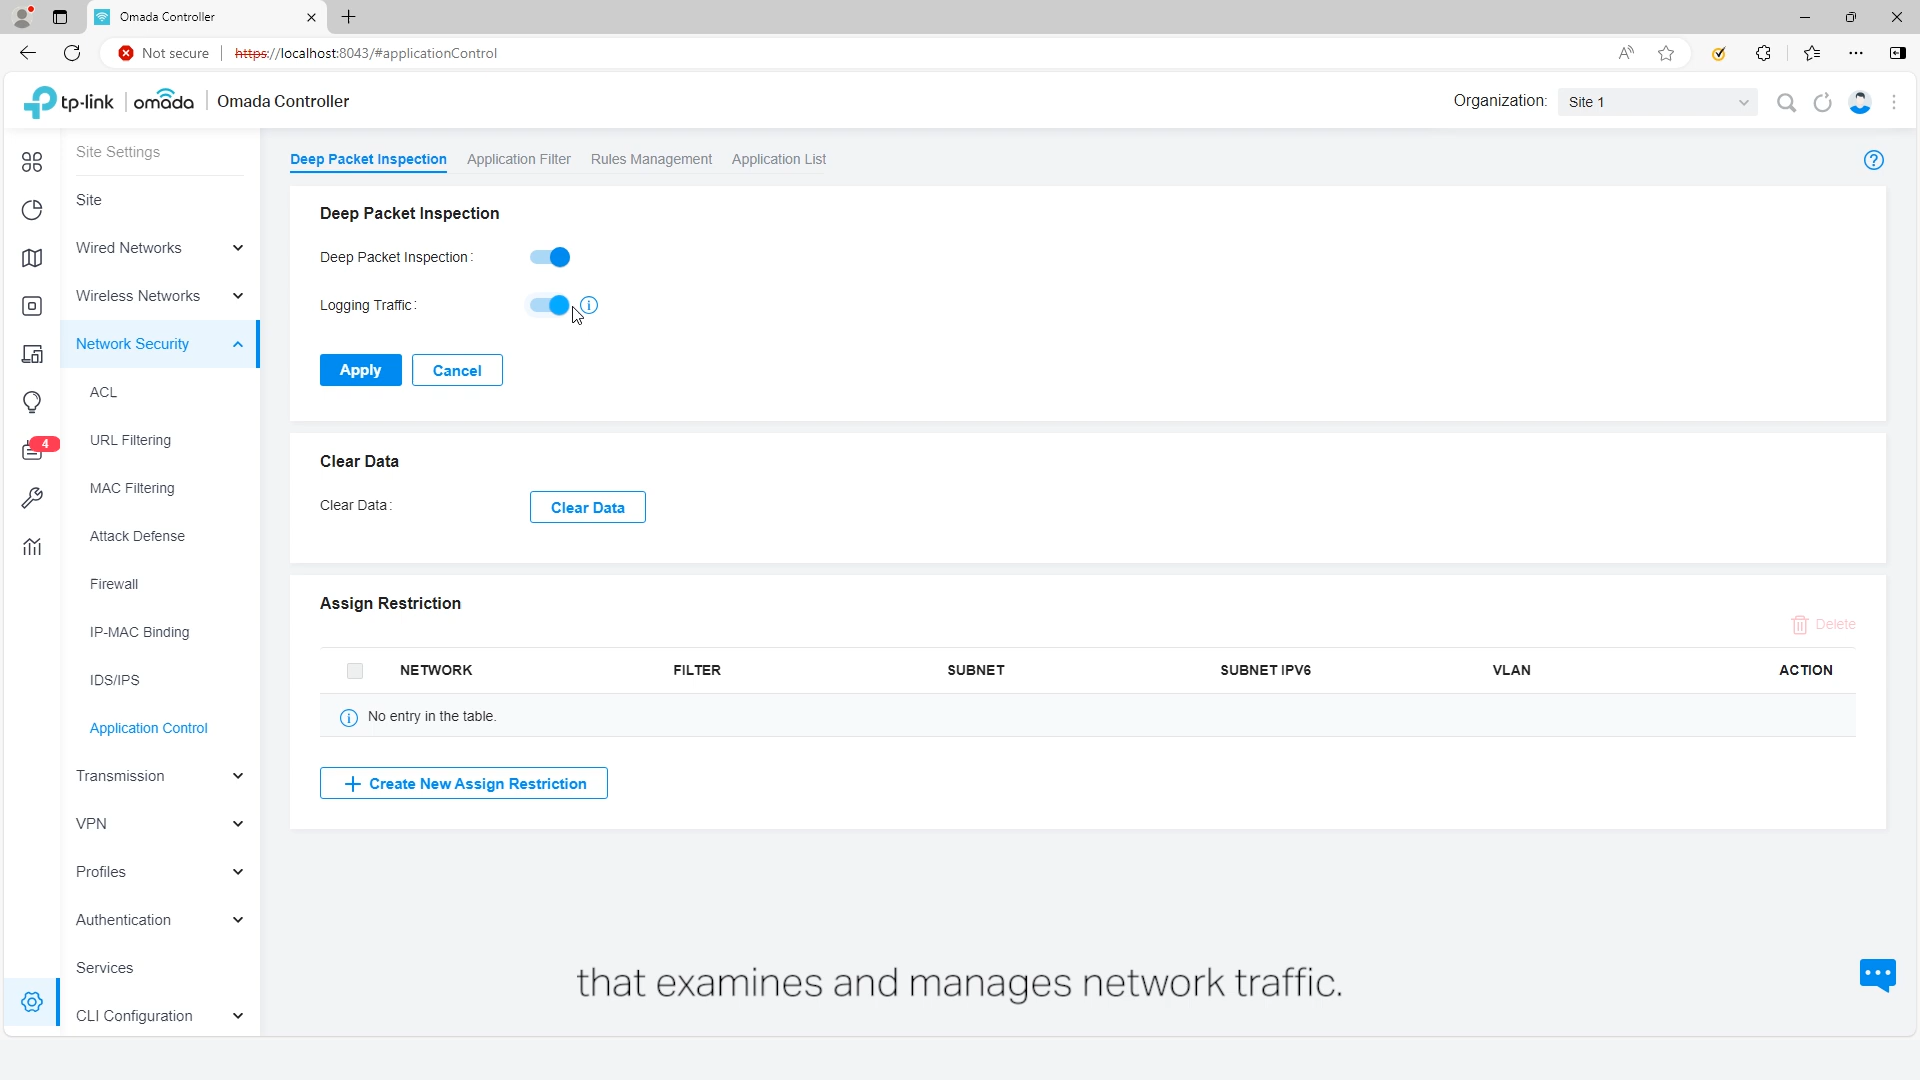 Omada Controller
Not secure
https://localhost:8043/#applicationControl
tp-link
omada
Omada Controller
Organization:
Site 1
Site Settings
Site
Wired Networks
Wireless Networks
Network Security
ACL
URL Filtering
4
MAC Filtering
Attack Defense
Firewall
IP-MAC Binding
IDS/IPS
Application Control
Transmission
VPN
Profiles
Authentication
Services
CLI Configuration
Deep Packet Inspection Application Filter Rules Management Application List
Deep Packet Inspection
Deep Packet Inspection:
Logging Traffic:
Apply Cancel
Clear Data
Clear Data: Clear Data
Assign Restriction
Delete
NETWORK FILTER SUBNET SUBNET IPV6 VLAN ACTION
No entry in the table.
+ Create New Assign Restriction
that examines and manages network traffic.